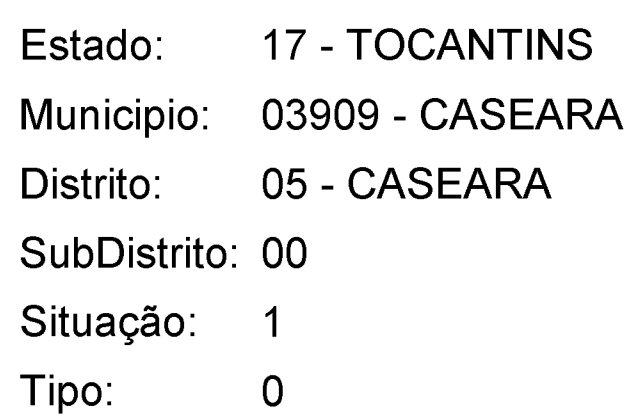 Estado: 17 - TOCANTINS
Municipio: 03909 - CASEARA
Distrito: 05 - CASEARA
SubDistrito: 00
Situação: 1
Tipo: 0